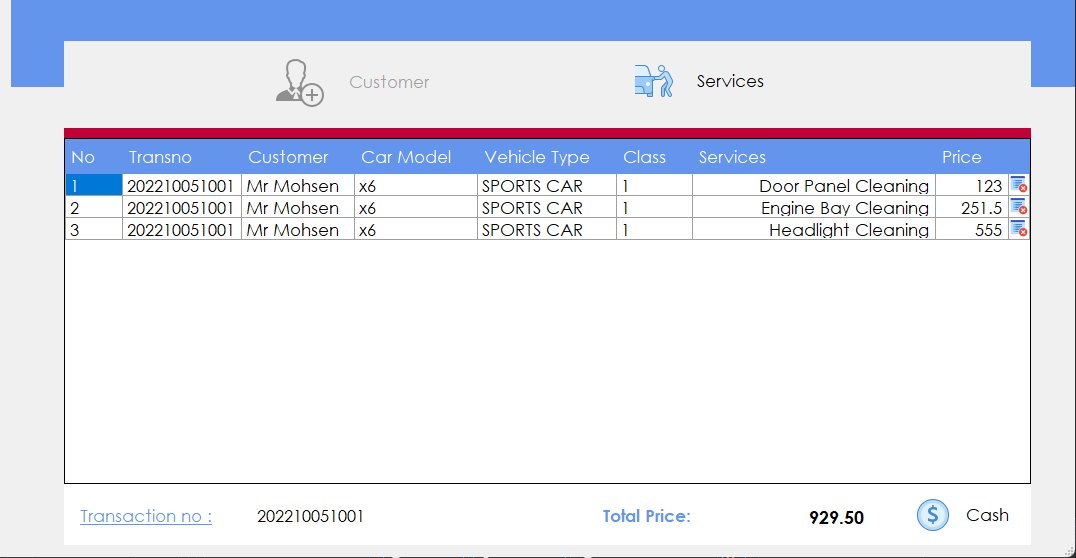 Customer Services
No Transno Customer Car Model Vehicle Type Class Services Price
1 202210051001 Mr Mohsen x6 SPORTS CAR 1 Door Panel Cleaning 123
2 202210051001 Mr Mohsen x6 SPORTS CAR 1 Engine Bay Cleaning 251.5
3 202210051001 Mr Mohsen x6 SPORTS CAR 1 Headlight Cleaning 555
Transaction no : 202210051001 Total Price: 929.50 $ Cash